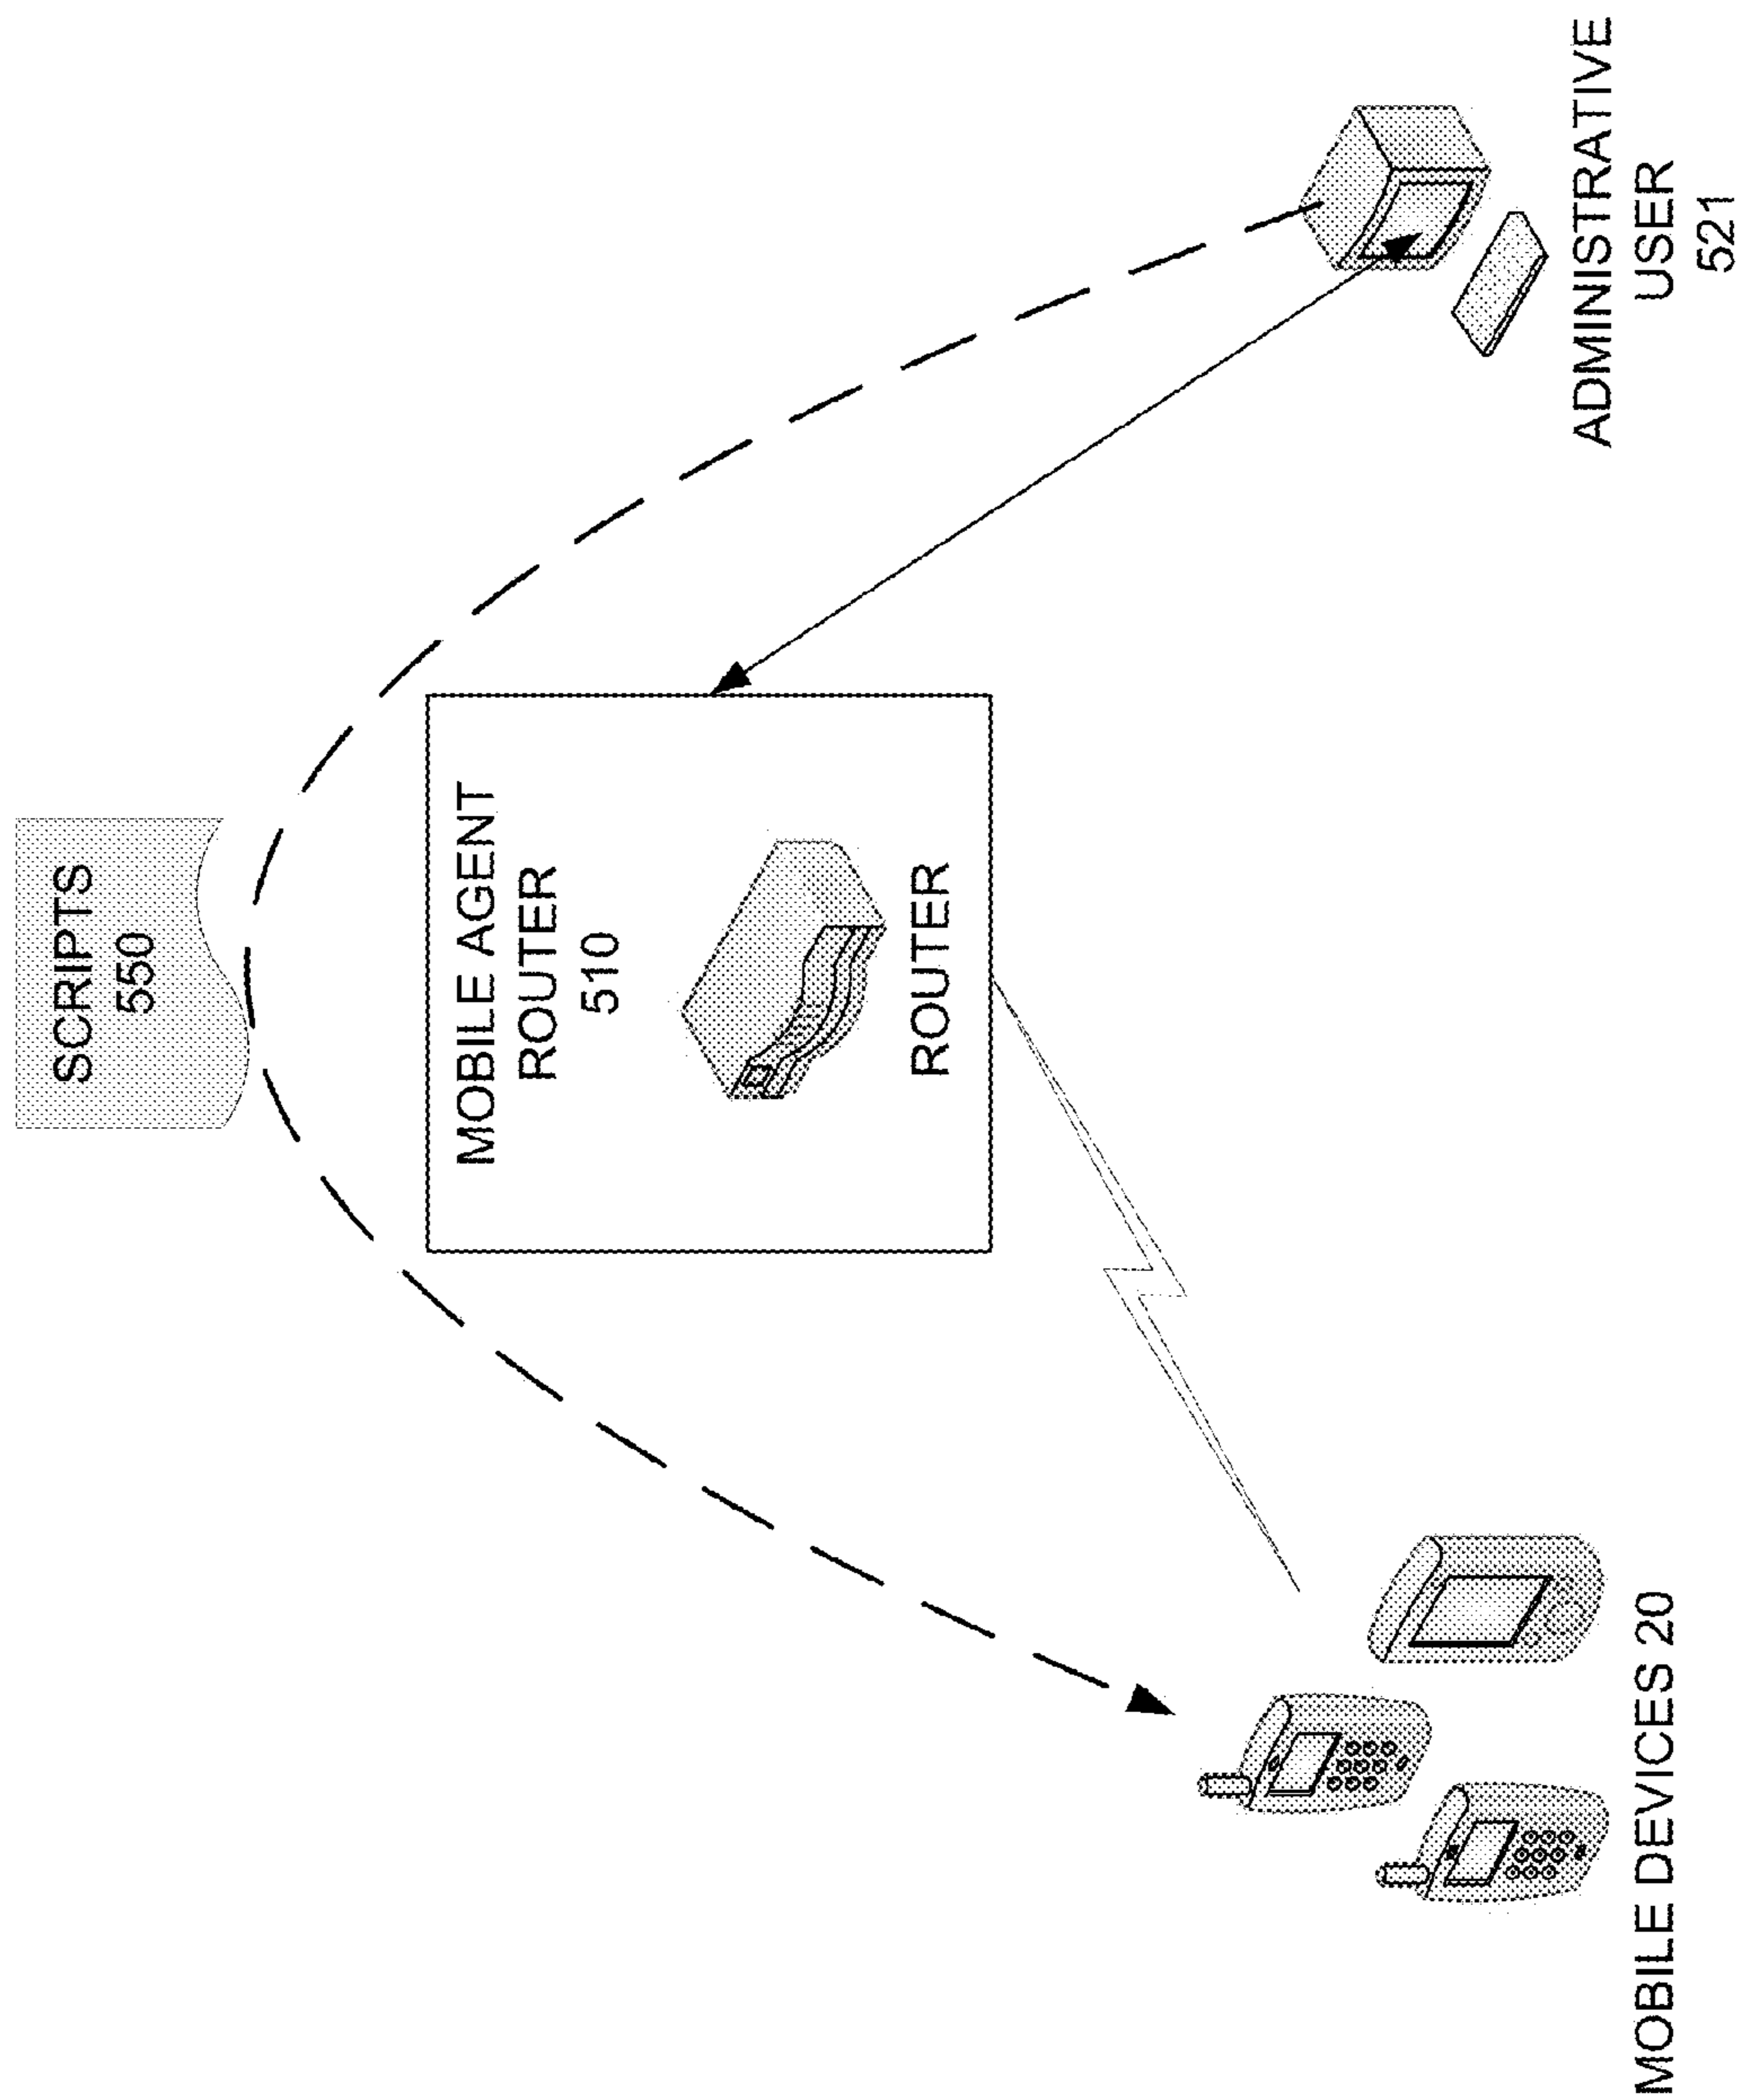 SCRIPTS
550
MOBILE AGENT
ROUTER
510
ROUTER
MOBILE DEVICES 20
ADMINISTRATIVE
USER
521